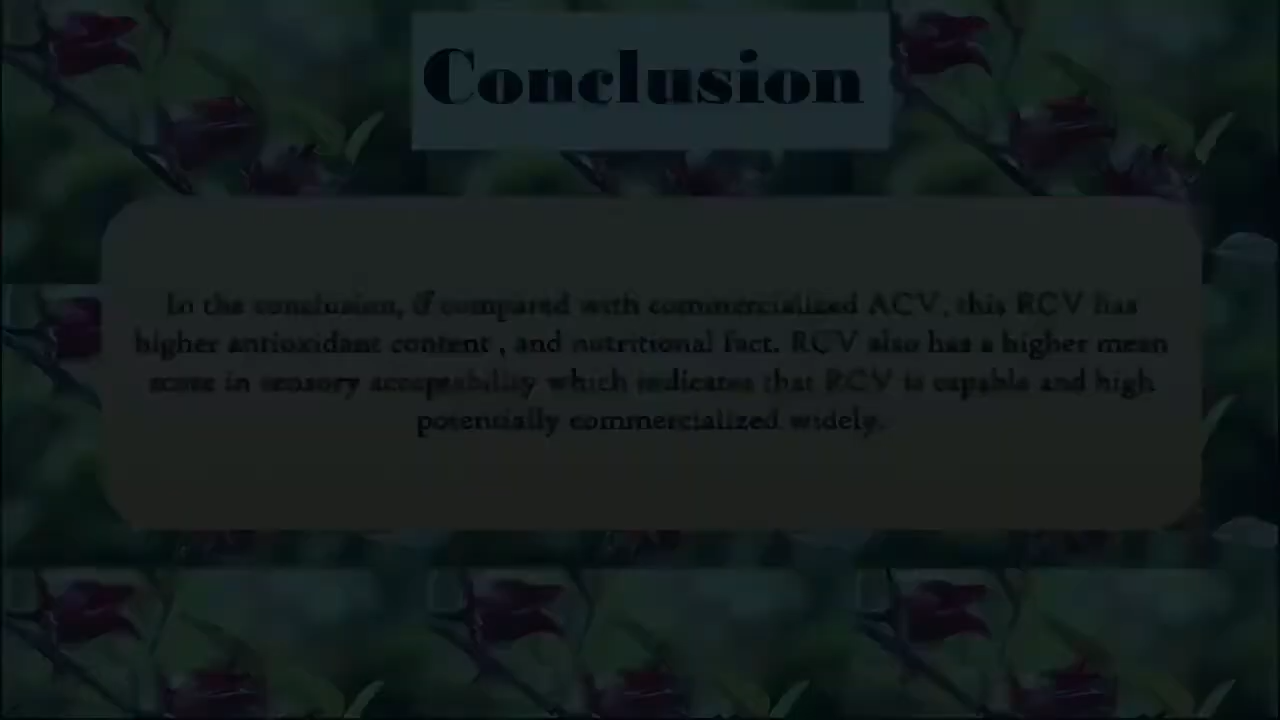 Conclusion
In the conclusion, if compared with commercialized ACV, this RCV has
higher antioxidant content , and nutritional fact. RCV also has a higher mean
score in sensory acceptability which indicates that RCV is capable and high
potentially commercialized widely.